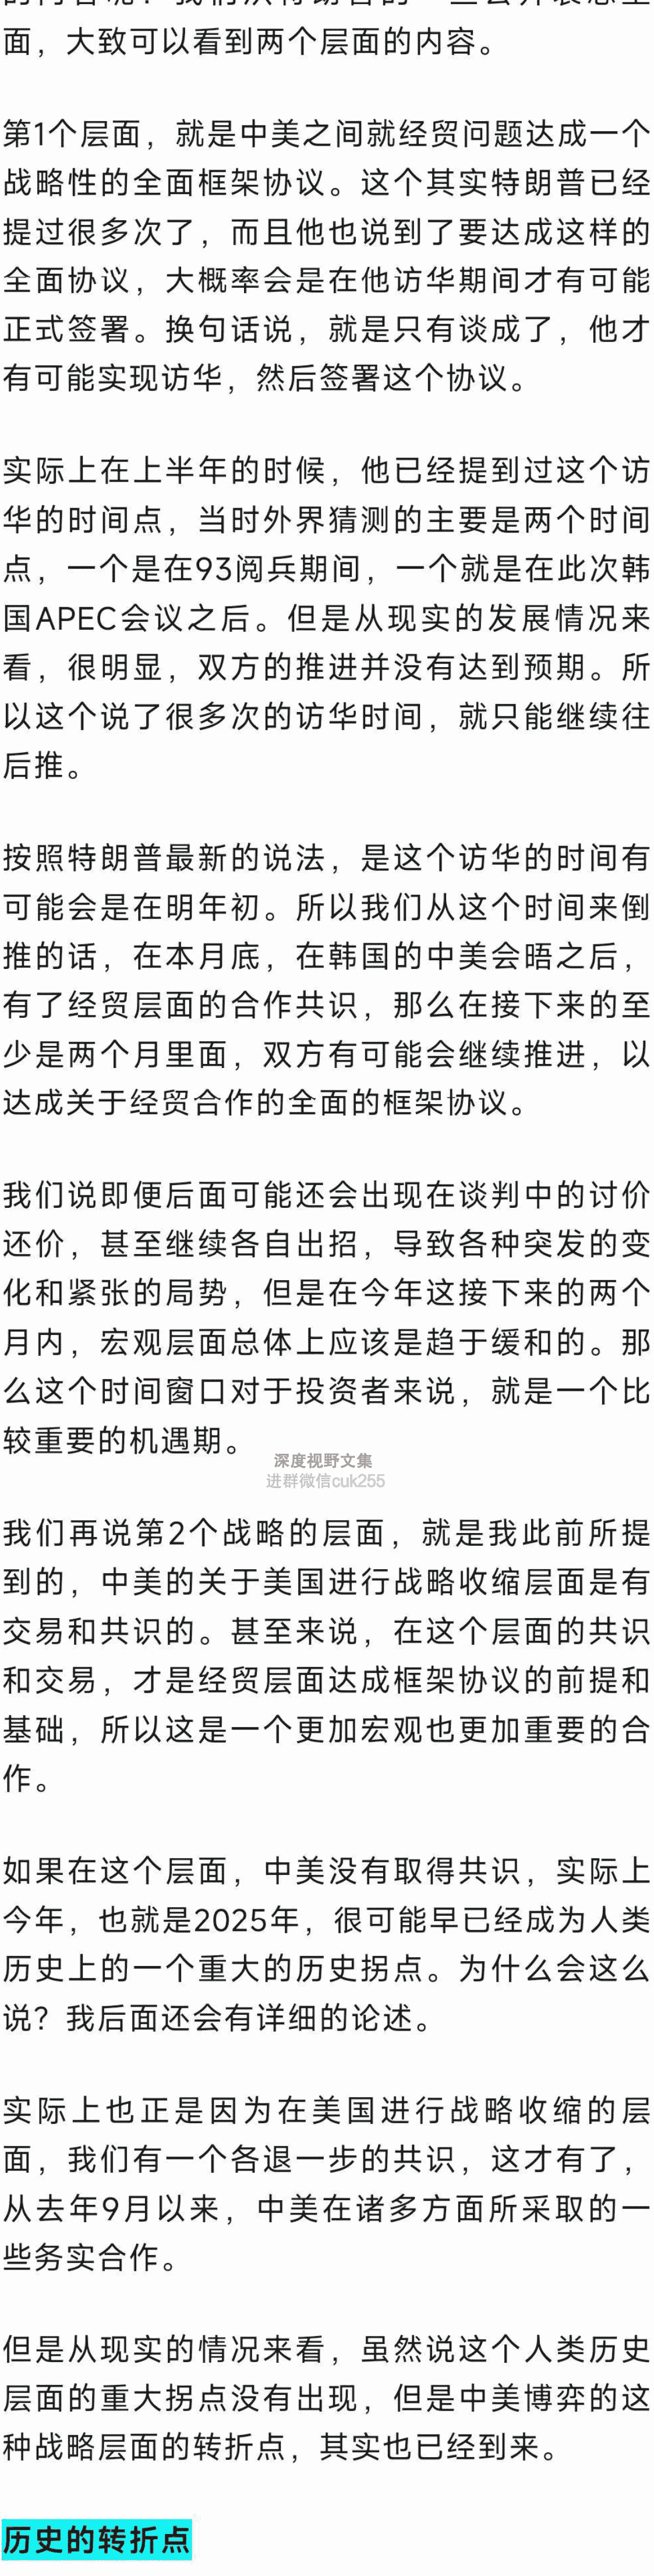 面，大致可以看到两个层面的内容。
第1个层面，就是中美之间就经贸问题达成一个
战略性的全面框架协议。这个其实特朗普已经
提过很多次了，而且他也说到了要达成这样的
全面协议，大概率会是在他访华期间才有可能
正式签署。换句话说，就是只有谈成了，他才
有可能实现访华，然后签署这个协议。
实际上在上半年的时候，他已经提到过这个访
华的时间点，当时外界猜测的主要是两个时间
点，一个是在93阅兵期间，一个就是在此次韩
国APEC会议之后。但是从现实的发展情况来
看，很明显，双方的推进并没有达到预期。所
以这个说了很多次的访华时间，就只能继续往
后推。
按照特朗普最新的说法，是这个访华的时间有
可能会是在明年初。所以我们从这个时间来倒
推的话，在本月底，在韩国的中美会晤之后，
有了经贸层面的合作共识，那么在接下来的至
少是两个月里面，双方有可能会继续推进，以
达成关于经贸合作的全面的框架协议。
我们说即便后面可能还会出现在谈判中的讨价
还价，甚至继续各自出招，导致各种突发的变
化和紧张的局势，但是在今年这接下来的两个
月内，宏观层面总体上应该是趋于缓和的。那
么这个时间窗口对于投资者来说，就是一个比
较重要的机遇期。
深度视野文集
进群微信cuk255
我们再说第2个战略的层面，就是我此前所提
到的，中美的关于美国进行战略收缩层面是有
交易和共识的。甚至来说，在这个层面的共识
和交易，才是经贸层面达成框架协议的前提和
基础，所以这是一个更加宏观也更加重要的合
作。
如果在这个层面，中美没有取得共识，实际上
今年，也就是2025年，很可能早已经成为人类
历史上的一个重大的历史拐点。为什么会这么
说？我后面还会有详细的论述。
实际上也正是因为在美国进行战略收缩的层
面，我们有一个各退一步的共识，这才有了，
从去年9月以来，中美在诸多方面所采取的一
些务实合作。
但是从现实的情况来看，虽然说这个人类历史
层面的重大拐点没有出现，但是中美博弈的这
种战略层面的转折点，其实也已经到来。
历史的转折点